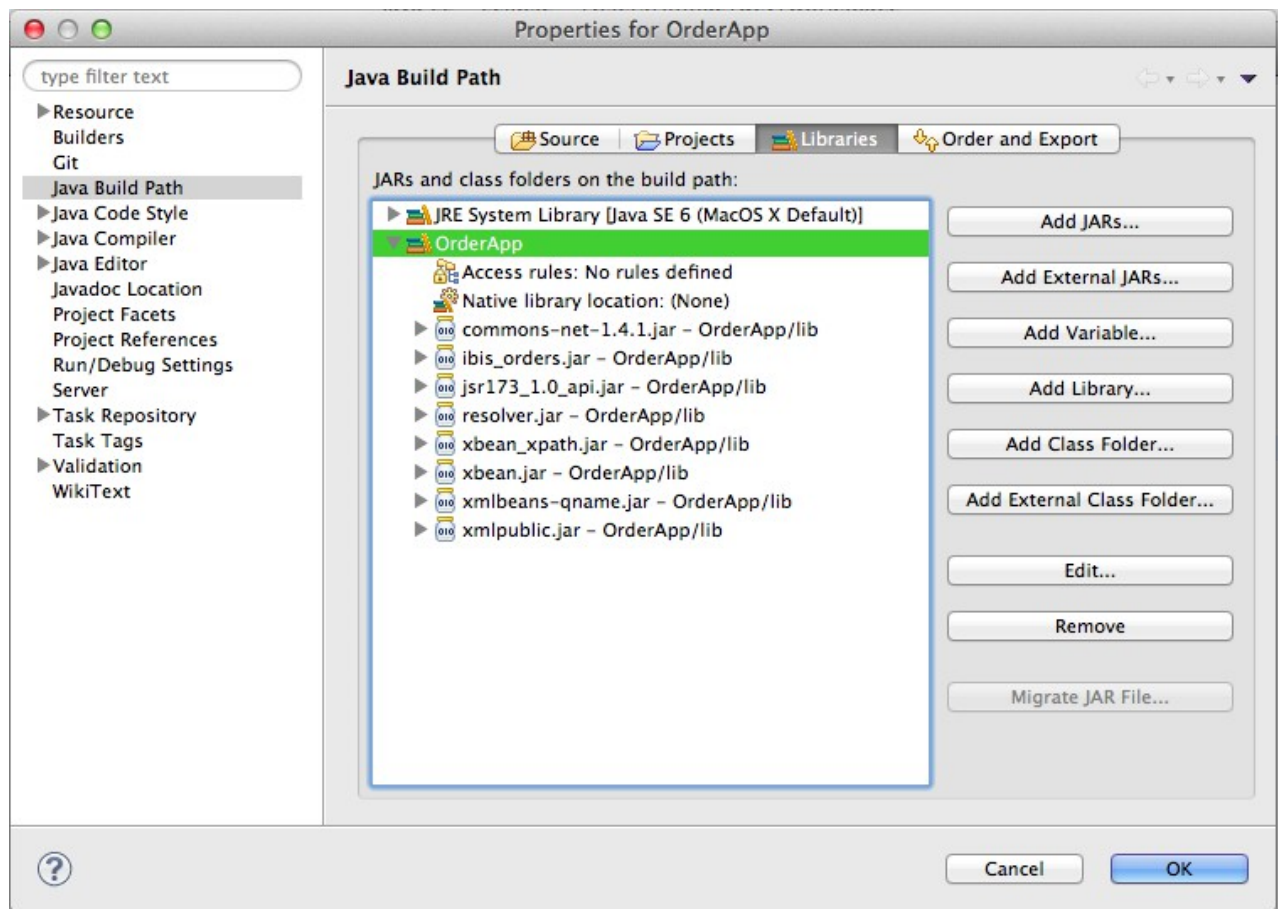 Properties for OrderApp
type filter text
Resource
Builders
Git
Java Build Path
Java Code Style
Java Compiler
Java Editor
Javadoc Location
Project Facets
Project References
Run/Debug Settings
Server
Task Repository
Task Tags
Validation
WikiText
Java Build Path
Source Projects Libraries Order and Export
JARs and class folders on the build path:
JRE System Library [Java SE 6 (MacOS X Default)]
OrderApp
Access rules: No rules defined
Native library location: (None)
commons-net-1.4.1.jar – OrderApp/lib
ibis_orders.jar – OrderApp/lib
jsr173_1.0_api.jar – OrderApp/lib
resolver.jar – OrderApp/lib
xbean_xpath.jar – OrderApp/lib
xbean.jar – OrderApp/lib
xmlbeans-qname.jar – OrderApp/lib
xmlpublic.jar – OrderApp/lib
Add JARs...
Add External JARs...
Add Variable...
Add Library...
Add Class Folder...
Add External Class Folder...
Edit...
Remove
Migrate JAR File...
?
Cancel OK